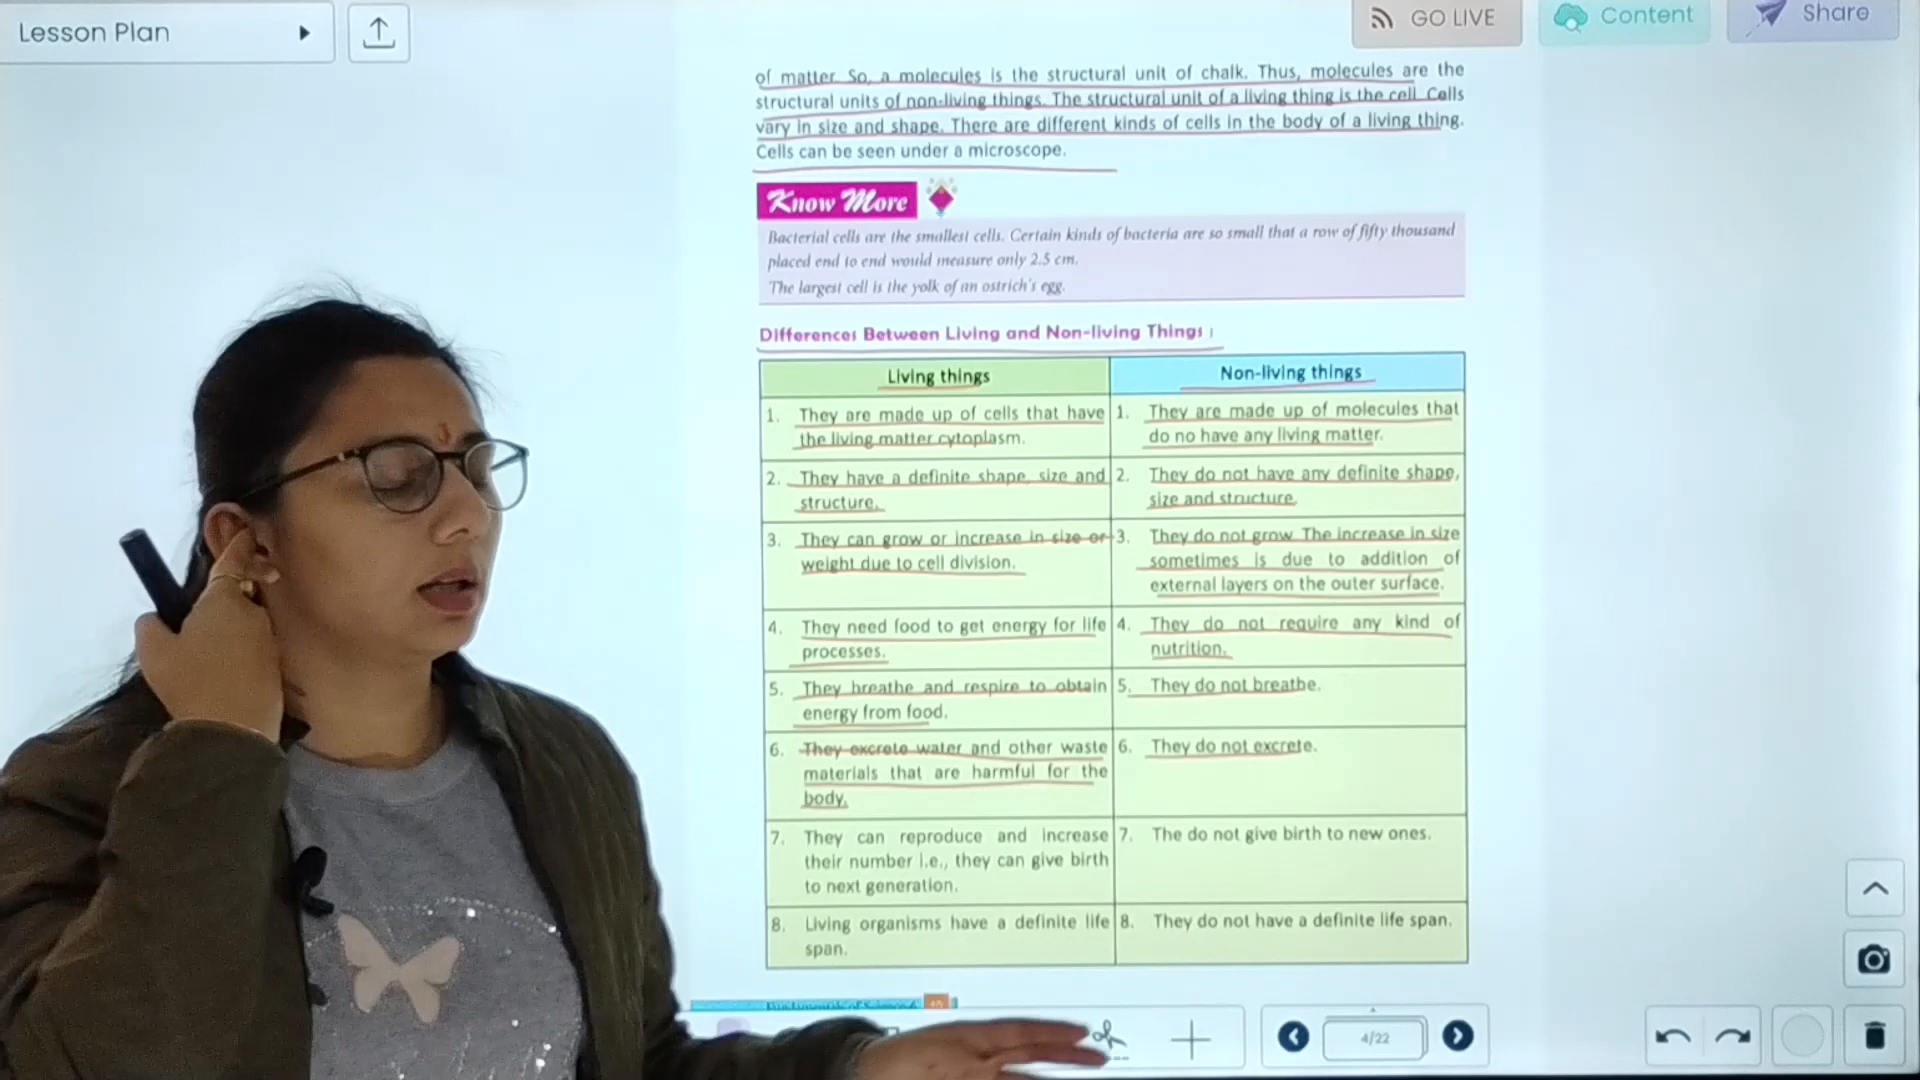 Lesson Plan
GO LIVE
Content
Share
of matter. So, a molecules is the structural unit of chalk. Thus, molecules are the
structural units of non-living things. The structural unit of a living thing is the cell. Cells
vary in size and shape. There are different kinds of cells in the body of a living thing.
Cells can be seen under a microscope.
Know More
Bacterial cells are the smallest cells. Certain kinds of bacteria are so small that a row of fifty thousand
placed end to end would measure only 2.5 cm.
The largest cell is the yolk of an ostrich's egg.
Differences Between Living and Non-living Things :
Living things
Non-living things
1. They are made up of cells that have
the living matter cytoplasm.
1. They are made up of molecules that
do no have any living matter.
2. They have a definite shape, size and
structure.
2. They do not have any definite shape,
size and structure.
3. They can grow or increase in size or
weight due to cell division.
3. They do not grow The increase in size
sometimes is due to addition of
external layers on the outer surface.
4. They need food to get energy for life
processes.
4. They do not require any kind of
nutrition.
5. They breathe and respire to obtain
energy from food.
5. They do not breathe.
6. They excrete water and other waste
materials that are harmful for the
body.
6. They do not excrete.
7. They can reproduce and increase
their number i.e., they can give birth
to next generation.
7. The do not give birth to new ones.
8. Living organisms have a definite life
span.
8. They do not have a definite life span.
4/22